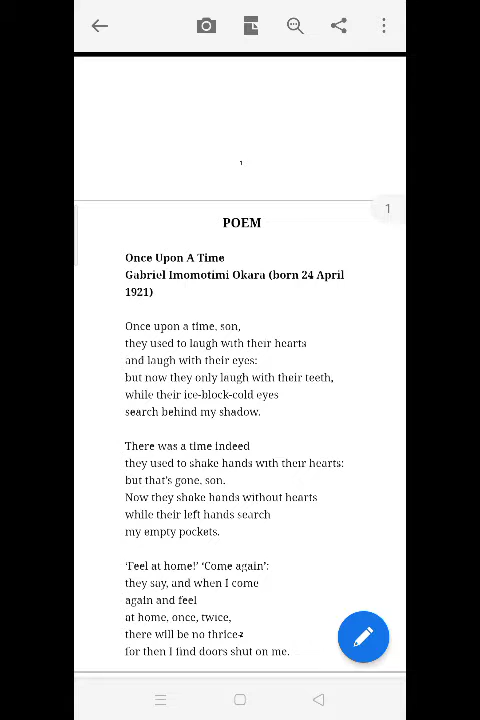 1
1
POEM
Once Upon A Time
Gabriel Imomotimi Okara (born 24 April
1921)
Once upon a time, son,
they used to laugh with their hearts
and laugh with their eyes:
but now they only laugh with their teeth,
while their ice-block-cold eyes
search behind my shadow.
There was a time indeed
they used to shake hands with their hearts:
but that's gone, son.
Now they shake hands without hearts
while their left hands search
my empty pockets.
‘Feel at home!’ ‘Come again’:
they say, and when I come
again and feel
at home, once, twice,
there will be no thrice-
2
for then I find doors shut on me.